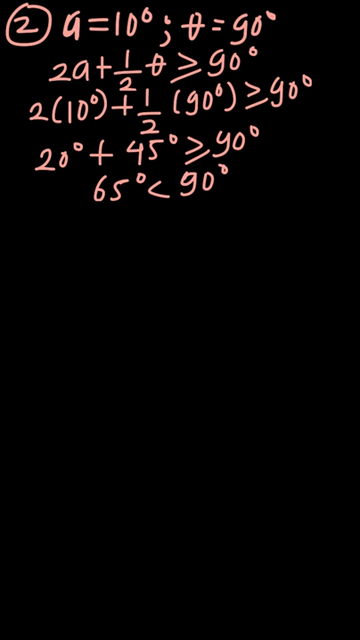 ② a = 10° ; θ = 90°
2a + 1/2 θ ≥ 90°
2(10°) + 1/2 (90°) ≥ 90°
20° + 45° ≥ 90°
65° < 90°